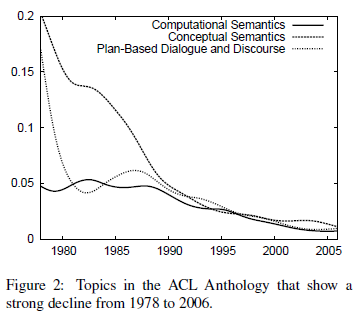 0.2
Computational Semantics
Conceptual Semantics
Plan-Based Dialogue and Discourse
0.15
0.1
0.05
0
1980 1985 1990 1995 2000 2005
Figure 2: Topics in the ACL Anthology that show a
strong decline from 1978 to 2006.